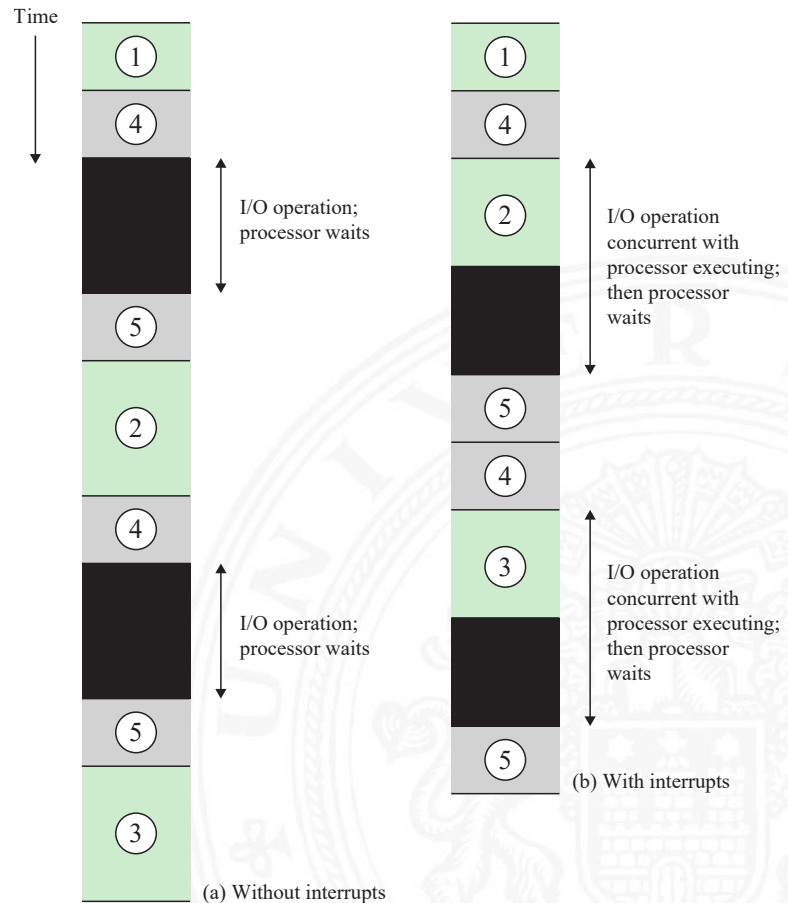 Time
1
4
I/O operation;
processor waits
5
2
4
I/O operation;
processor waits
5
3
(a) Without interrupts
1
4
2
I/O operation
concurrent with
processor executing;
then processor
waits
5
4
3
I/O operation
concurrent with
processor executing;
then processor
waits
5
(b) With interrupts
UNIVER